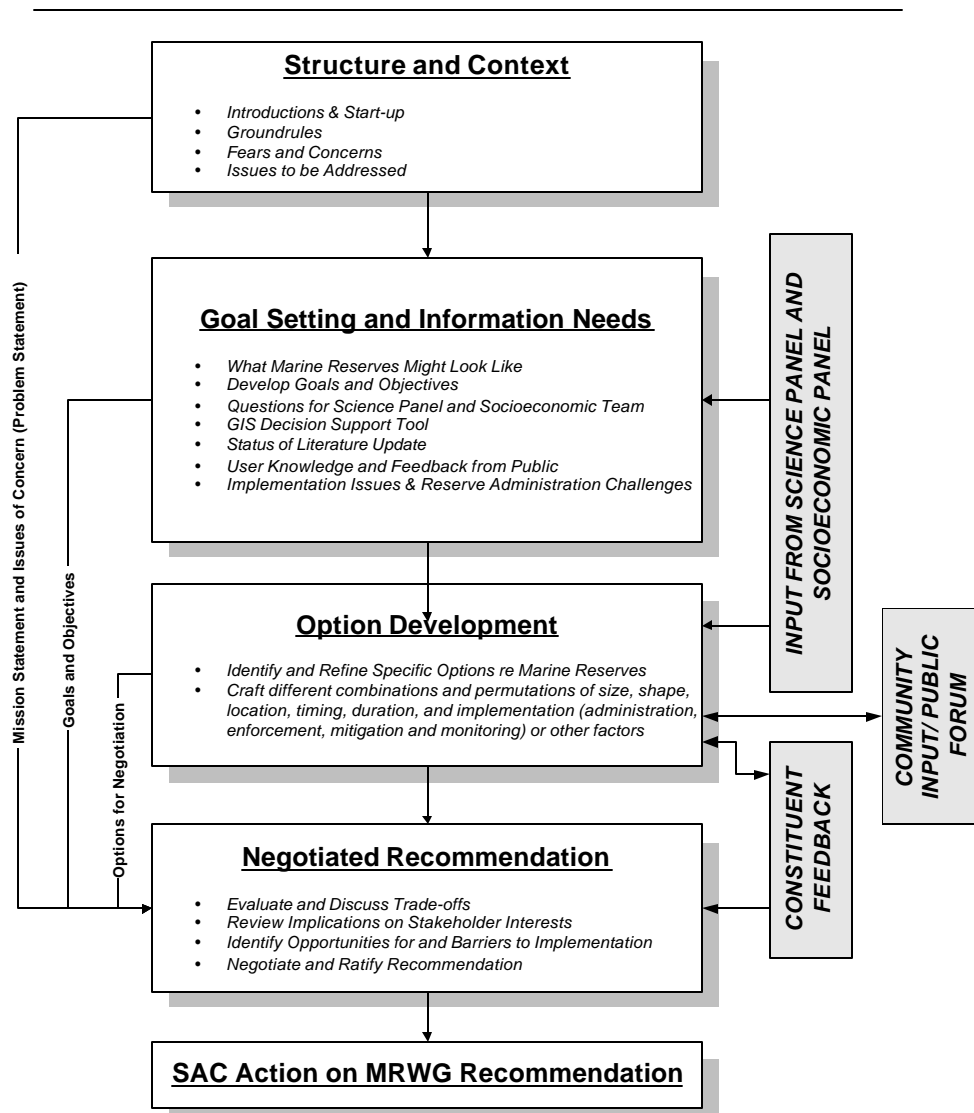 Structure and Context
• Introductions & Start-up
• Groundrules
• Fears and Concerns
• Issues to be Addressed
Goal Setting and Information Needs
• What Marine Reserves Might Look Like
• Develop Goals and Objectives
• Questions for Science Panel and Socioeconomic Team
• GIS Decision Support Tool
• Status of Literature Update
• User Knowledge and Feedback from Public
• Implementation Issues & Reserve Administration Challenges
Option Development
• Identify and Refine Specific Options re Marine Reserves
• Craft different combinations and permutations of size, shape,
location, timing, duration, and implementation (administration,
enforcement, mitigation and monitoring) or other factors
Negotiated Recommendation
• Evaluate and Discuss Trade-offs
• Review Implications on Stakeholder Interests
• Identify Opportunities for and Barriers to Implementation
• Negotiate and Ratify Recommendation
SAC Action on MRWG Recommendation
Mission Statement and Issues of Concern (Problem Statement)
Goals and Objectives
Options for Negotiation
INPUT FROM SCIENCE PANEL AND
SOCIOECONOMIC PANEL
COMMUNITY
INPUT/ PUBLIC
FORUM
CONSTITUENT
FEEDBACK